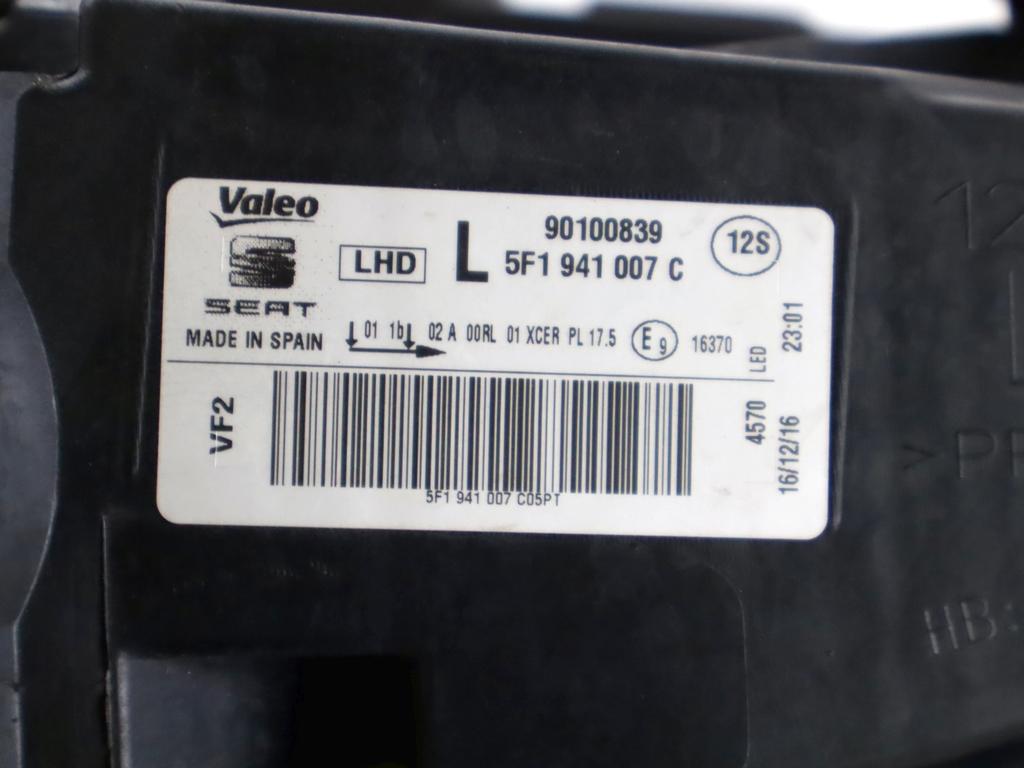 Valeo
SEAT
MADE IN SPAIN
LHD
L
90100839
5F1 941 007 C
12S
01 1b 02 A 00RL 01 XCER PL 17.5 E9 16370
LED
23:01
VF2
4570
16/12/16
5F1 941 007 C05PT
HB: